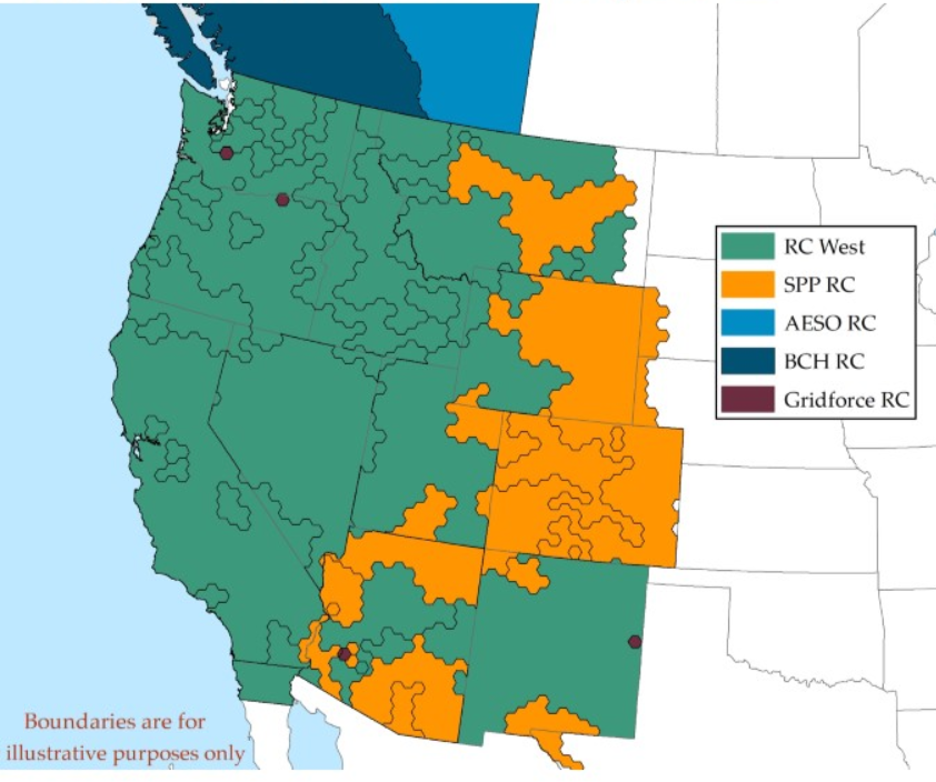 RC West
SPP RC
AESO RC
BCH RC
Gridforce RC
Boundaries are for
illustrative purposes only